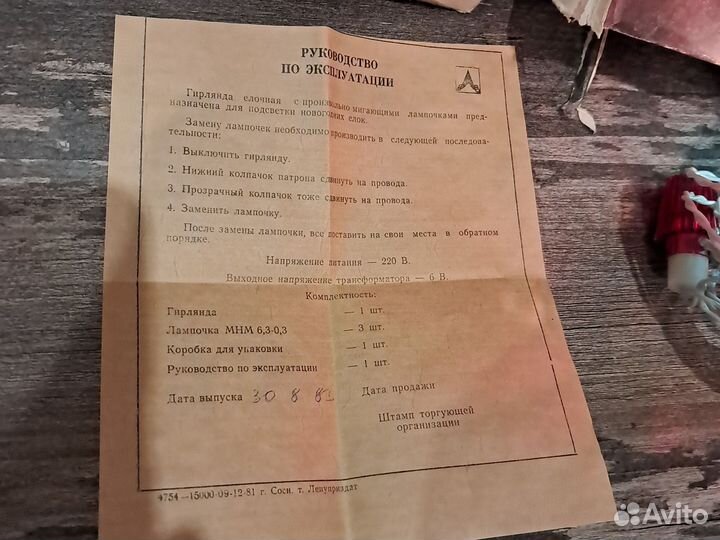 РУКОВОДСТВО
ПО ЭКСПЛУАТАЦИИ
Гирлянда елочная с произвольно мигающими лампочками пред-
назначена для подсветки новогодних елок.
Замену лампочек необходимо производить в следующей последова-
тельности:
1. Выключить гирлянду.
2. Нижний колпачок патрона сдвинуть на провода.
3. Прозрачный колпачок тоже сдвинуть на провода.
4. Заменить лампочку.
После замены лампочки, все поставить на свои места в обратном
порядке.
Напряжение питания — 220 В.
Выходное напряжение трансформатора — 6 В.
Комплектность:
Гирлянда — 1 шт.
Лампочка МНМ 6,3-0,3 — 3 шт.
Коробка для упаковки — 1 шт.
Руководство по эксплуатации — 1 шт.
Дата выпуска 30 8 83 Дата продажи
Штамп торгующей
организации
4754—15000-09-12-81 г. Сосн. т. Ленуприздат
Avito